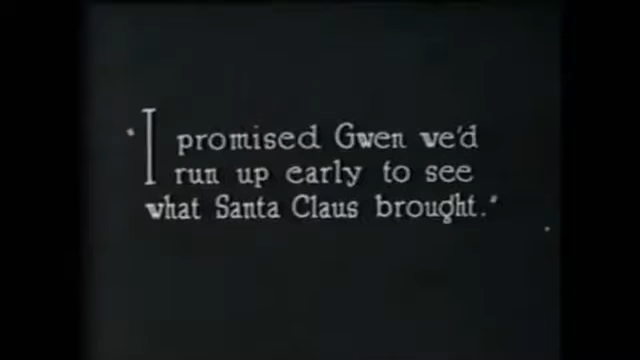 "I promised Gwen we'd
run up early to see
what Santa Claus brought."